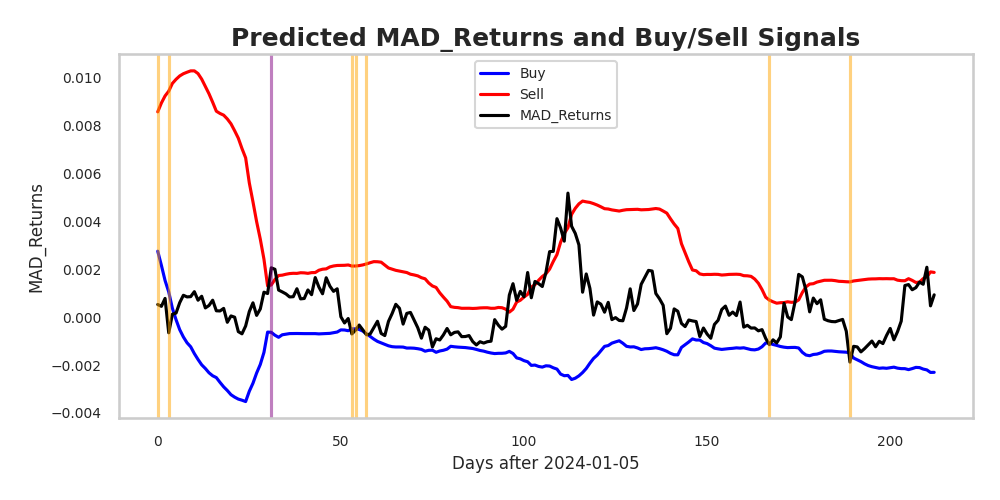 Predicted MAD_Returns and Buy/Sell Signals
Buy
Sell
MAD_Returns
MAD_Returns
0.010
0.008
0.006
0.004
0.002
0.000
−0.002
−0.004
0
50
100
150
200
Days after 2024-01-05